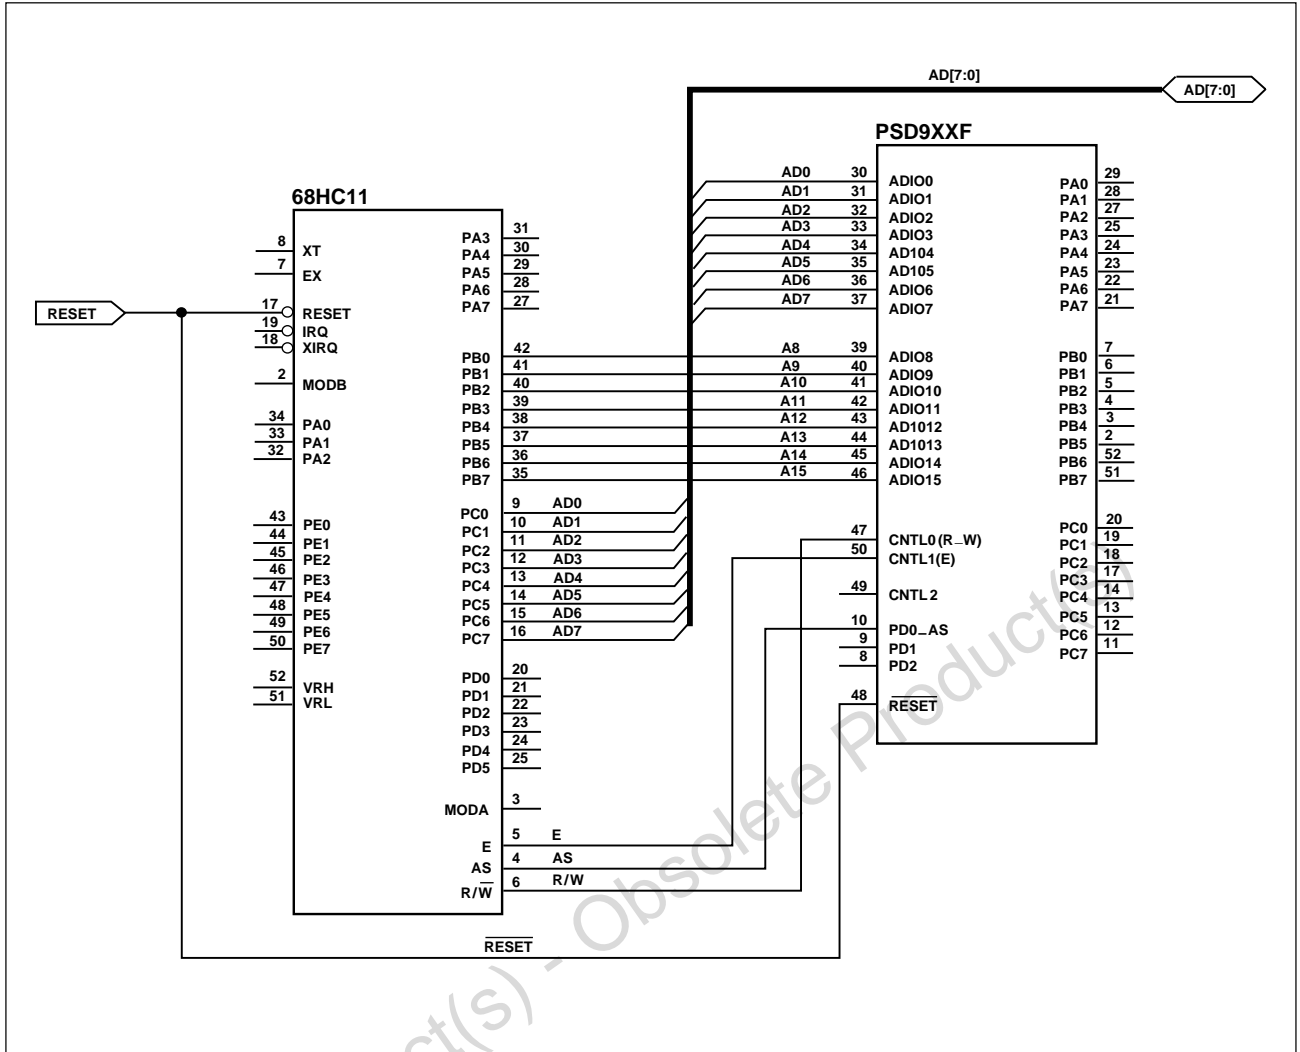 AD[7:0]
AD[7:0]
PSD9XXF
68HC11
RESET
8 XT
7 EX
17 RESET
19 IRQ
18 XIRQ
2 MODB
34 PA0
33 PA1
32 PA2
43 PE0
44 PE1
45 PE2
46 PE3
47 PE4
48 PE5
49 PE6
50 PE7
52 VRH
51 VRL
PA3 31
PA4 30
PA5 29
PA6 28
PA7 27
PB0 42
PB1 41
PB2 40
PB3 39
PB4 38
PB5 37
PB6 36
PB7 35
PC0 9 AD0
PC1 10 AD1
PC2 11 AD2
PC3 12 AD3
PC4 13 AD4
PC5 14 AD5
PC6 15 AD6
PC7 16 AD7
PD0 20
PD1 21
PD2 22
PD3 23
PD4 24
PD5 25
MODA 3
E 5 E
AS 4 AS
R/W 6 R/W
RESET
AD0 30 ADIO0
AD1 31 ADIO1
AD2 32 ADIO2
AD3 33 ADIO3
AD4 34 AD104
AD5 35 AD105
AD6 36 ADIO6
AD7 37 ADIO7
A8 39 ADIO8
A9 40 ADIO9
A10 41 ADIO10
A11 42 ADIO11
A12 43 AD1012
A13 44 AD1013
A14 45 ADIO14
A15 46 ADIO15
47 CNTL0(R_W)
50 CNTL1(E)
49 CNTL2
10 PD0_AS
9 PD1
8 PD2
48 RESET
PA0 29
PA1 28
PA2 27
PA3 25
PA4 24
PA5 23
PA6 22
PA7 21
PB0 7
PB1 6
PB2 5
PB3 4
PB4 3
PB5 2
PB6 52
PB7 51
PC0 20
PC1 19
PC2 18
PC3 17
PC4 14
PC5 13
PC6 12
PC7 11
ct(s) - Obsolete Product(s)